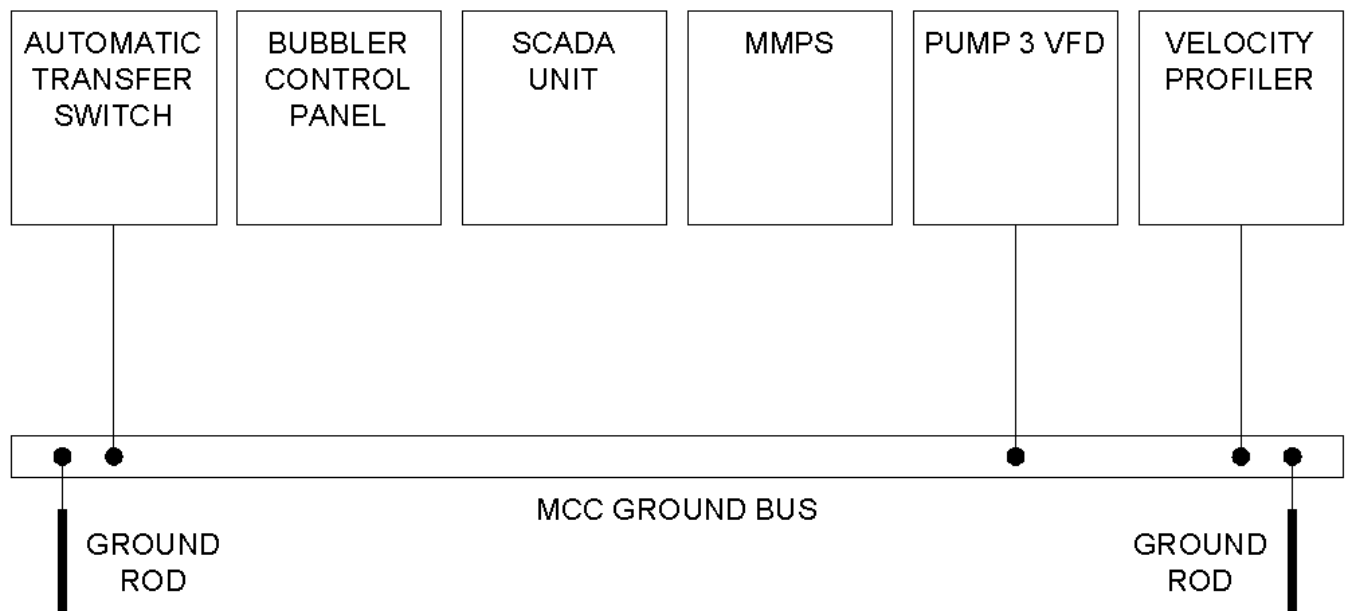 AUTOMATIC
TRANSFER
SWITCH
BUBBLER
CONTROL
PANEL
SCADA
UNIT
MMPS
PUMP 3 VFD
VELOCITY
PROFILER
MCC GROUND BUS
GROUND
ROD
GROUND
ROD